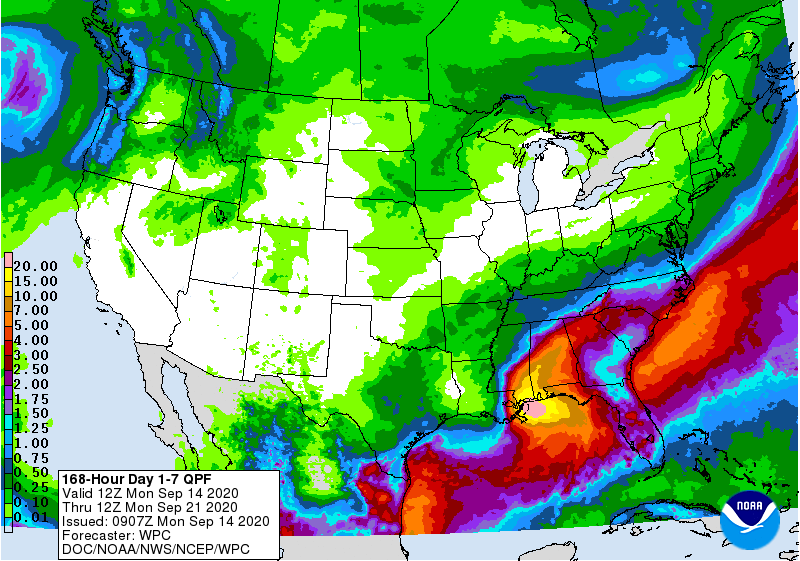 20.00
15.00
10.00
7.00
5.00
4.00
3.00
2.50
2.00
1.75
1.50
1.25
1.00
0.75
0.50
0.25
0.10
0.01
168-Hour Day 1-7 QPF
Valid 12Z Mon Sep 14 2020
Thru 12Z Mon Sep 21 2020
Issued: 0907Z Mon Sep 14 2020
Forecaster: WPC
DOC/NOAA/NWS/NCEP/WPC
NOAA